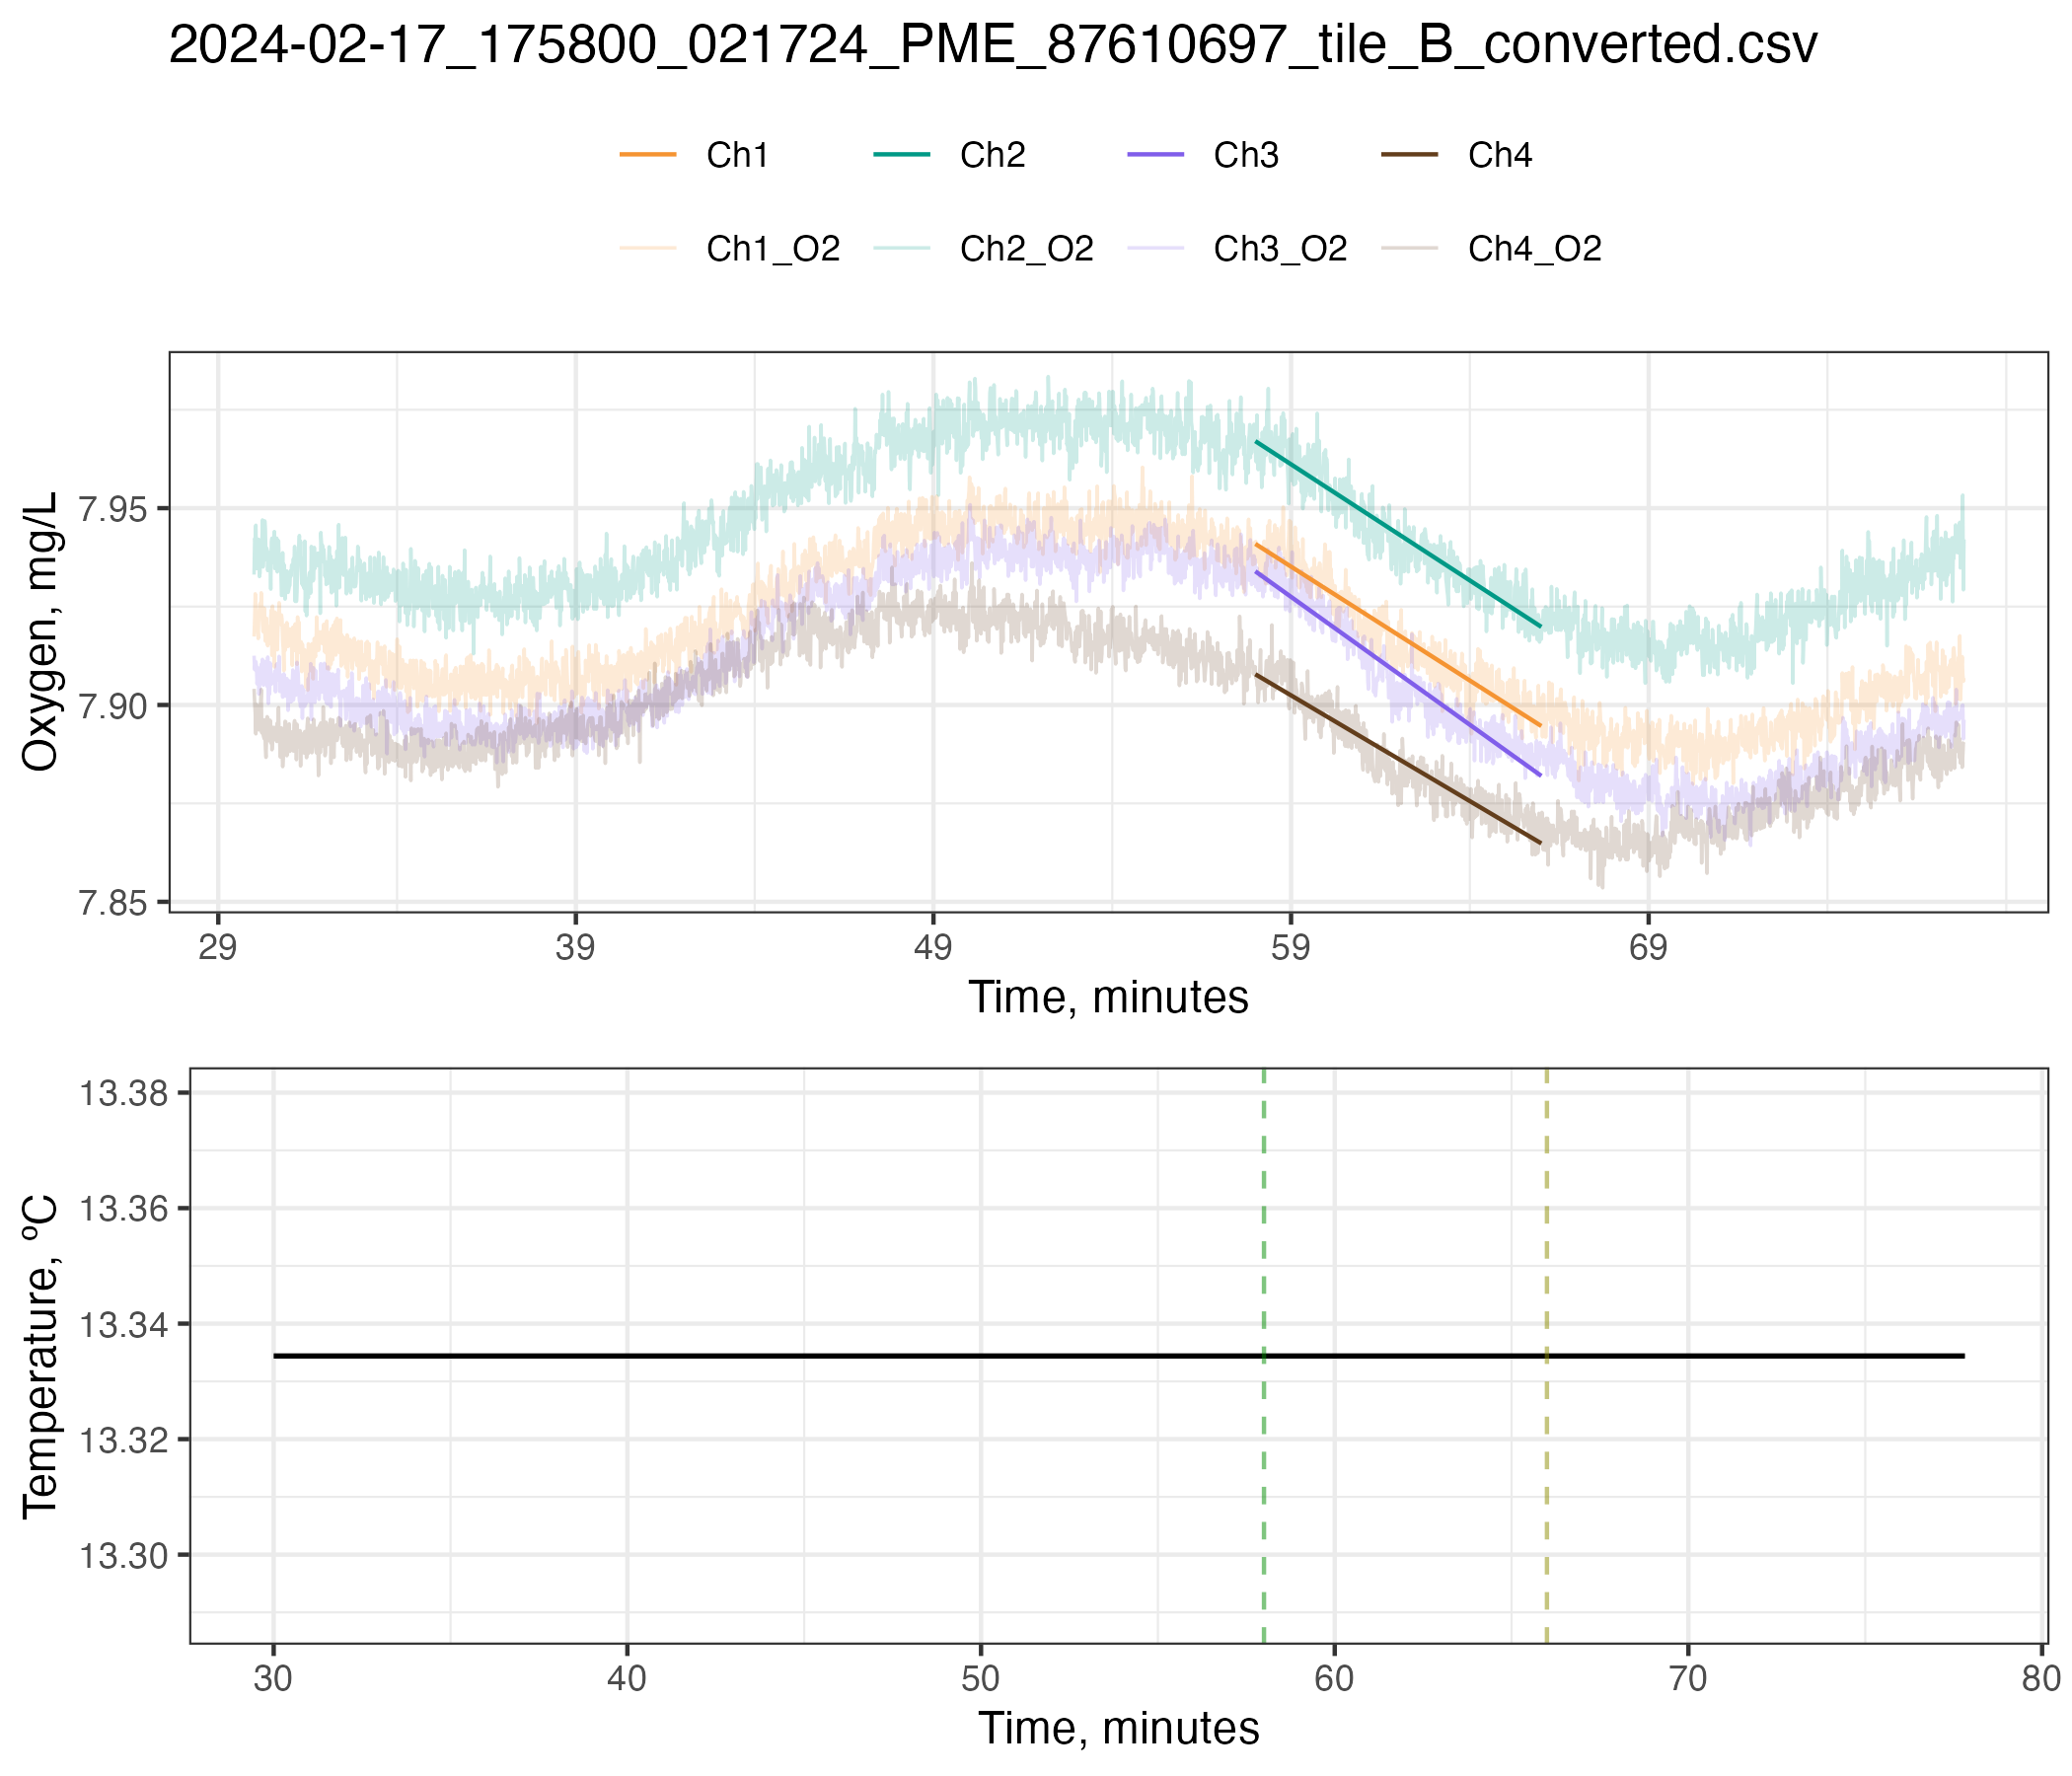 2024-02-17_175800_021724_PME_87610697_tile_B_converted.csv
Ch1 Ch2 Ch3 Ch4
Ch1_O2 Ch2_O2 Ch3_O2 Ch4_O2
Oxygen, mg/L
7.95
7.90
7.85
29 39 49 59 69
Time, minutes
Temperature, ºC
13.38
13.36
13.34
13.32
13.30
30 40 50 60 70 80
Time, minutes